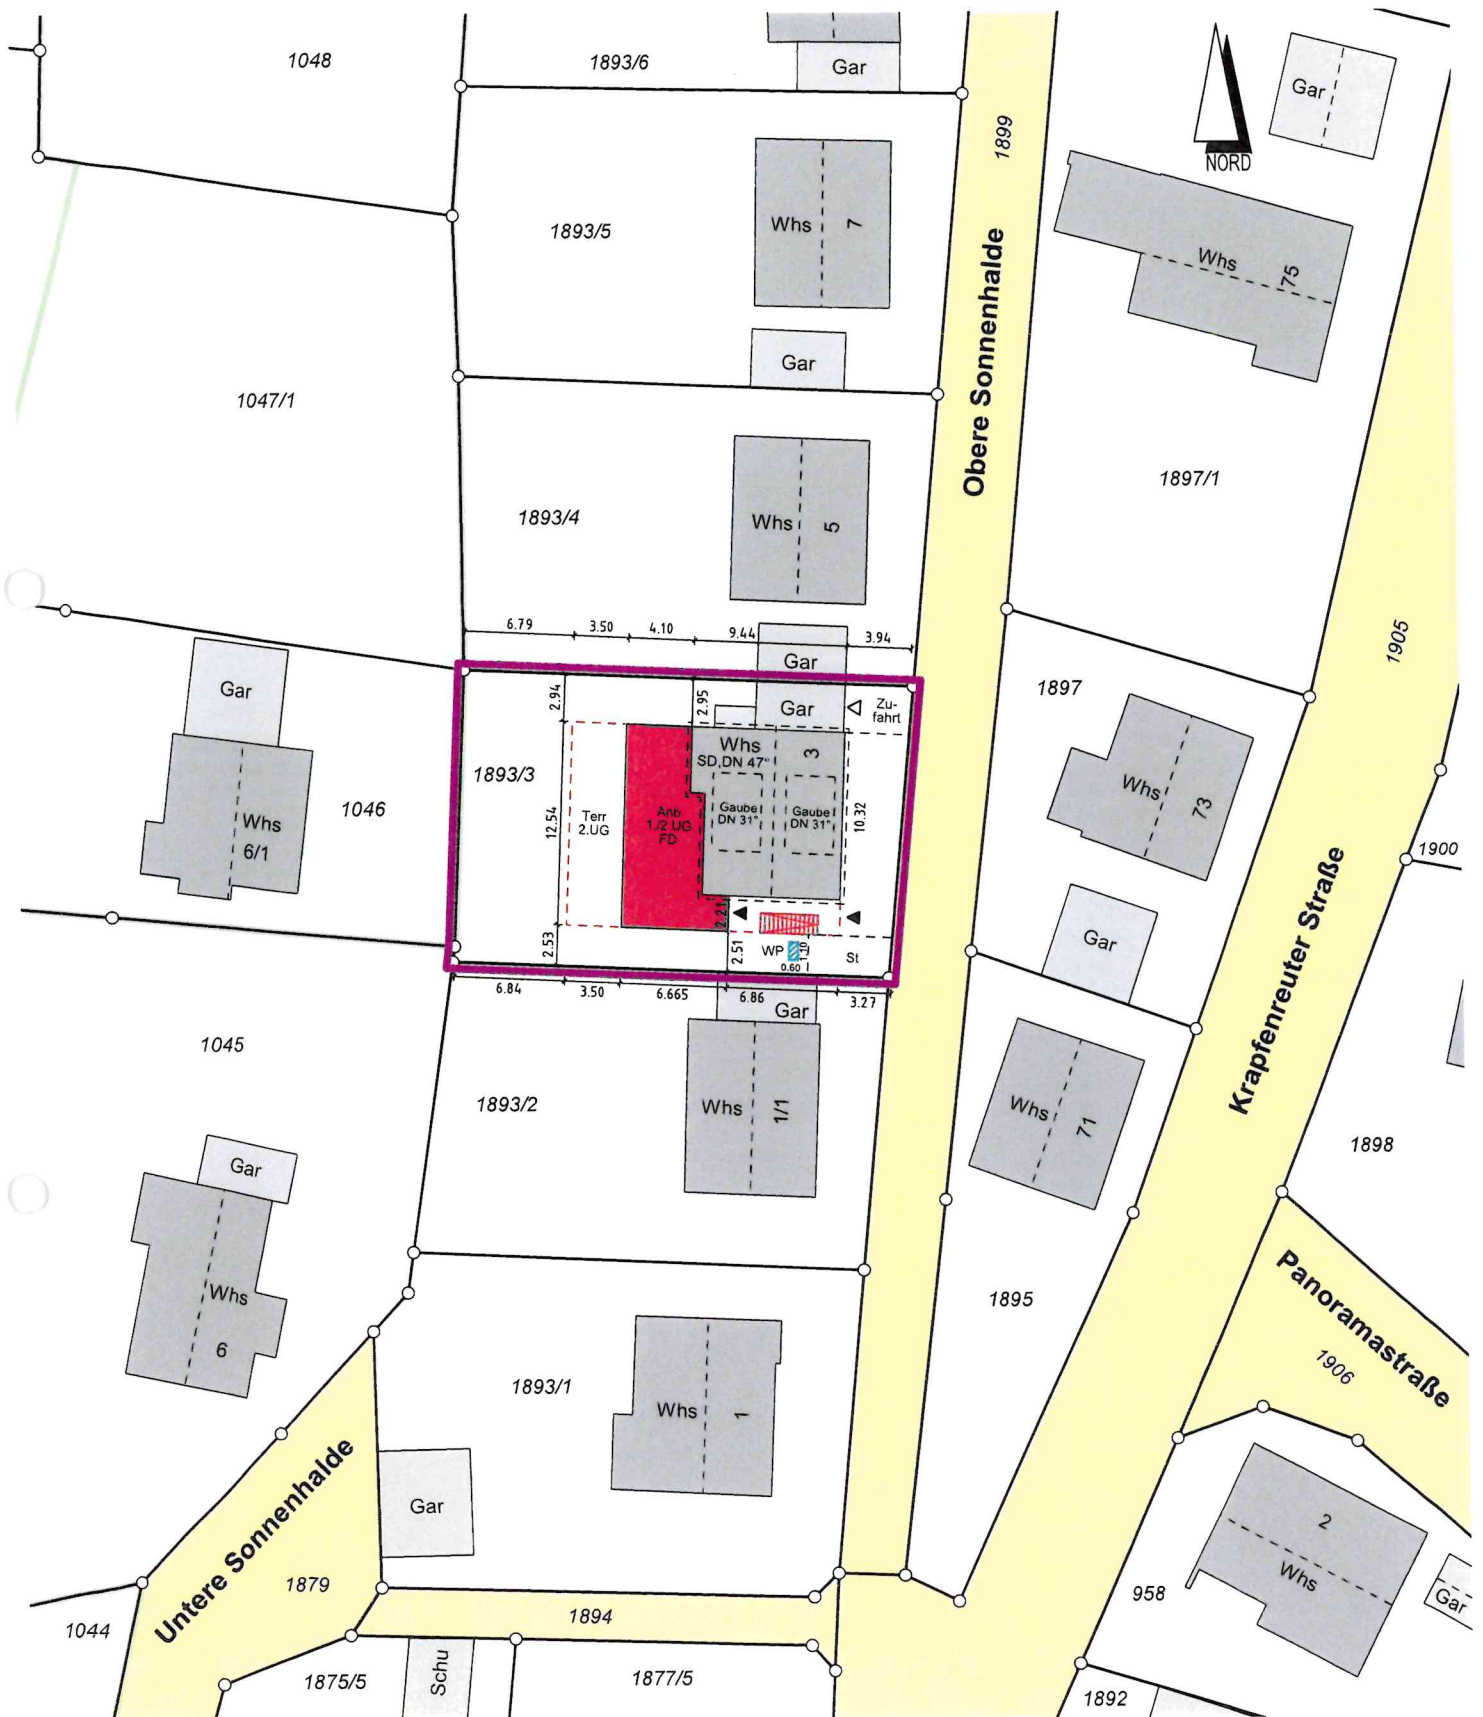 1048
1893/6
Gar
1899
NORD
Gar
1893/5
Whs
7
Whs
75
Gar
Obere Sonnenhalde
1047/1
1897/1
1893/4
Whs
5
6.79
3.50
4.10
9.44
3.94
1905
Gar
Gar
1897
2.94
2.95
Gar
Zu-
fahrt
Whs
3
SD,DN 47°
1893/3
1046
Whs
6/1
12.54
Terr
2.UG
Anb
1./2.UG
FD
Gaube
DN 31°
Gaube
DN 31°
10.32
Whs
73
1900
2.21
2.53
2.51
WP
1.10
0.60
St
Gar
6.84
3.50
6.665
6.86
3.27
Gar
Krapfenreuter Straße
1045
1893/2
Whs
1/1
Whs
71
1898
Gar
Whs
6
1895
Panoramastraße
1906
1893/1
Whs
1
Untere Sonnenhalde
Gar
2
Whs
1879
1894
958
Gar
1044
1875/5
Schu
1877/5
1892